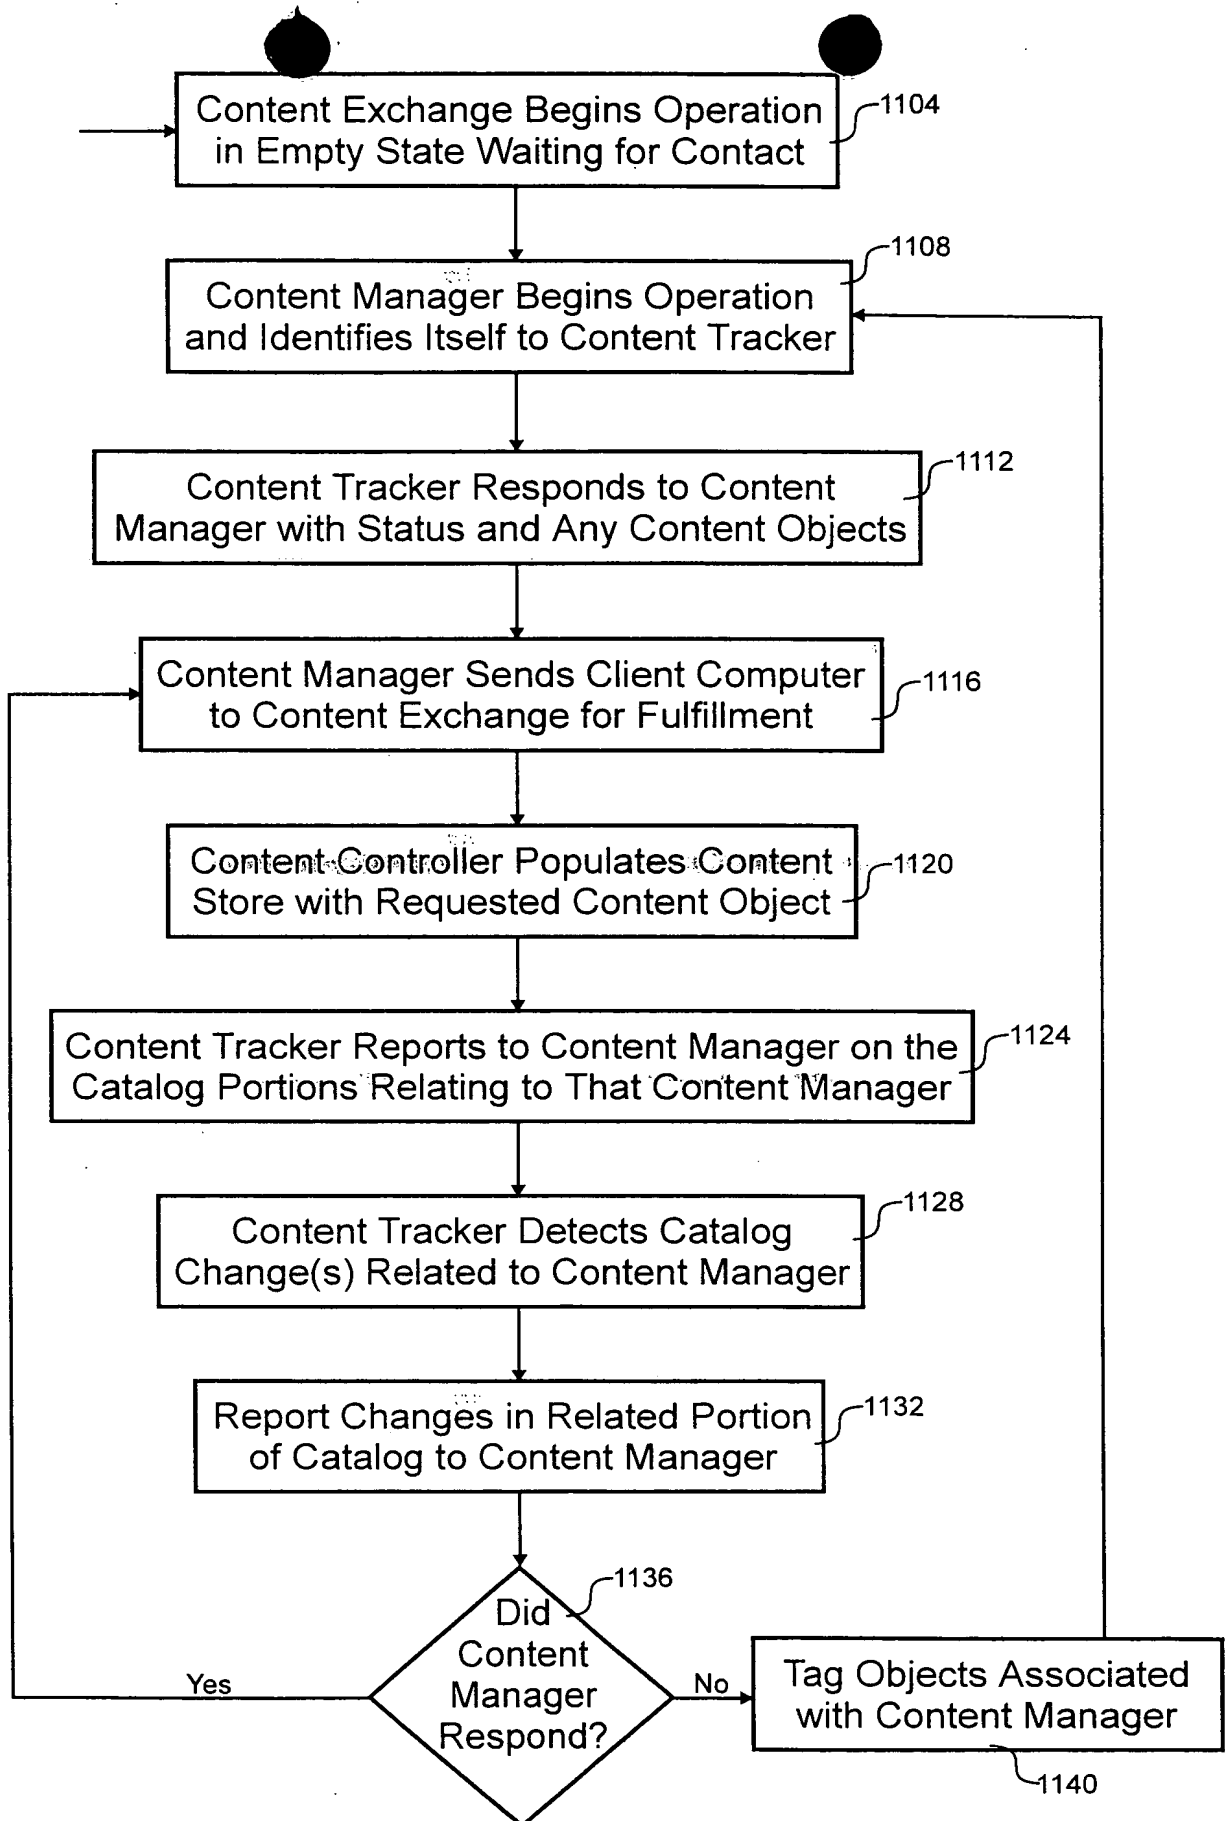 Content Exchange Begins Operation
in Empty State Waiting for Contact
1104
Content Manager Begins Operation
and Identifies Itself to Content Tracker
1108
Content Tracker Responds to Content
Manager with Status and Any Content Objects
1112
Content Manager Sends Client Computer
to Content Exchange for Fulfillment
1116
Content Controller Populates Content
Store with Requested Content Object
1120
Content Tracker Reports to Content Manager on the
Catalog Portions Relating to That Content Manager
1124
Content Tracker Detects Catalog
Change(s) Related to Content Manager
1128
Report Changes in Related Portion
of Catalog to Content Manager
1132
Did
Content
Manager
Respond?
1136
Yes
No
Tag Objects Associated
with Content Manager
1140